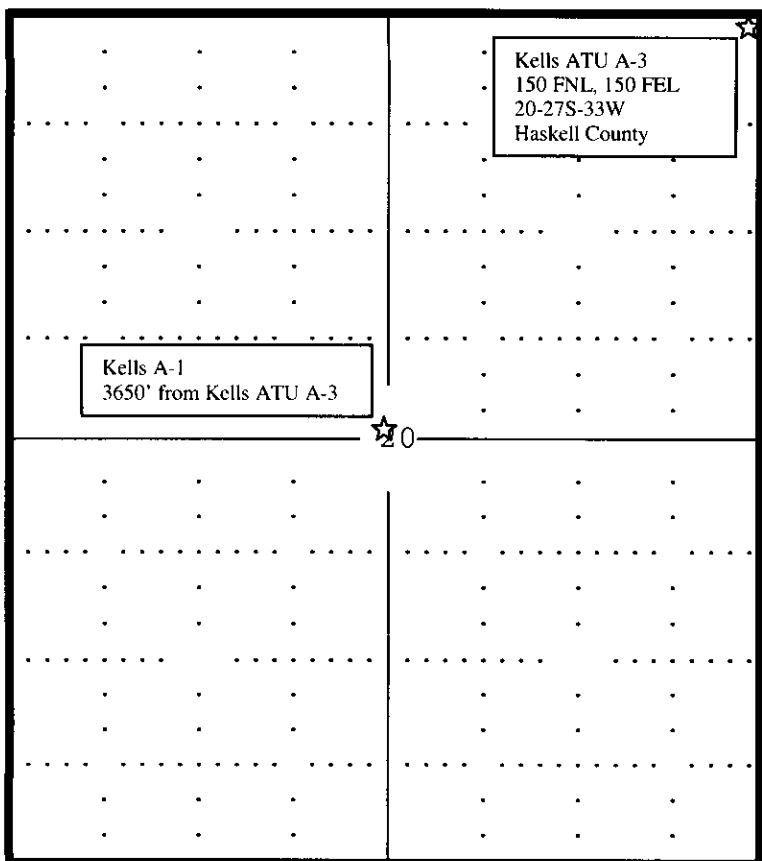 Kells ATU A-3
150 FNL, 150 FEL
20-27S-33W
Haskell County
Kells A-1
3650' from Kells ATU A-3
20